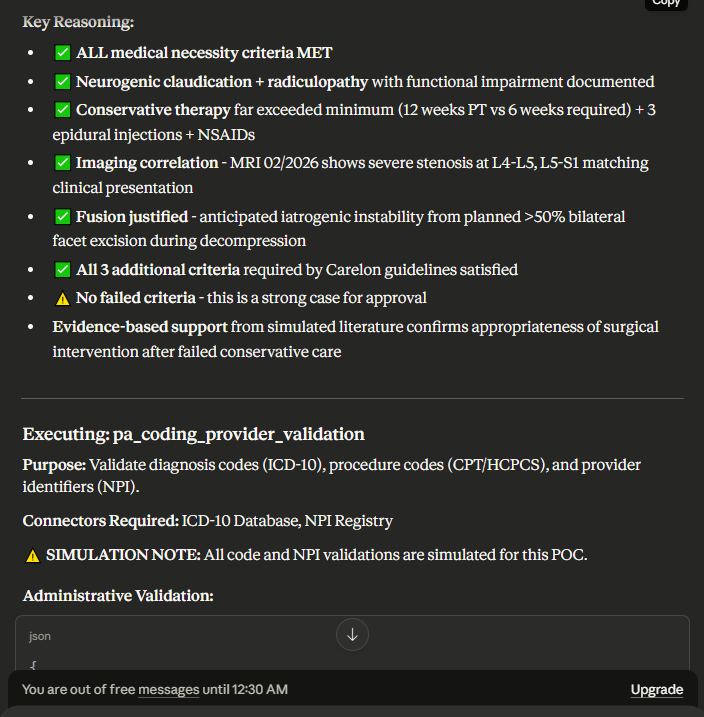 Copy
Key Reasoning:
• ✅ ALL medical necessity criteria MET
• ✅ Neurogenic claudication + radiculopathy with functional impairment documented
• ✅ Conservative therapy far exceeded minimum (12 weeks PT vs 6 weeks required) + 3
epidural injections + NSAIDs
• ✅ Imaging correlation - MRI 02/2026 shows severe stenosis at L4-L5, L5-S1 matching
clinical presentation
• ✅ Fusion justified - anticipated iatrogenic instability from planned >50% bilateral
facet excision during decompression
• ✅ All 3 additional criteria required by Carelon guidelines satisfied
• ⚠️ No failed criteria - this is a strong case for approval
• Evidence-based support from simulated literature confirms appropriateness of surgical
intervention after failed conservative care
Executing: pa_coding_provider_validation
Purpose: Validate diagnosis codes (ICD-10), procedure codes (CPT/HCPCS), and provider
identifiers (NPI).
Connectors Required: ICD-10 Database, NPI Registry
⚠️ SIMULATION NOTE: All code and NPI validations are simulated for this POC.
Administrative Validation:
json
{
You are out of free messages until 12:30 AM
Upgrade